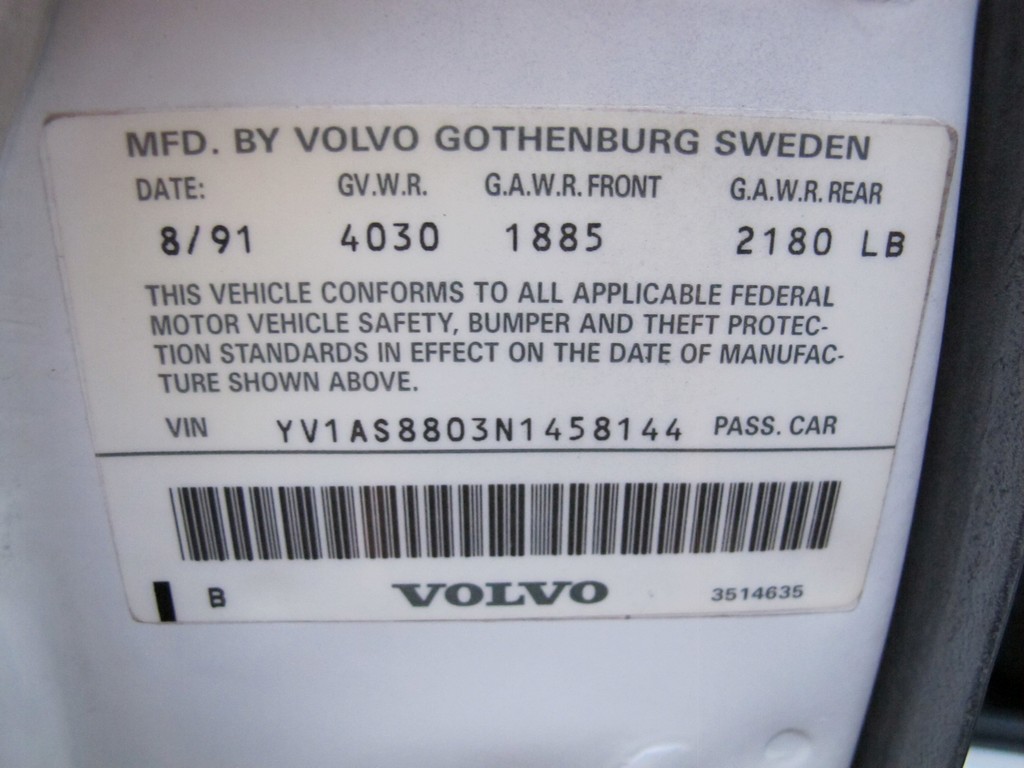 MFD. BY VOLVO GOTHENBURG SWEDEN
DATE: GV.W.R. G.A.W.R. FRONT G.A.W.R. REAR
8/91 4030 1885 2180 LB
THIS VEHICLE CONFORMS TO ALL APPLICABLE FEDERAL
MOTOR VEHICLE SAFETY, BUMPER AND THEFT PROTEC-
TION STANDARDS IN EFFECT ON THE DATE OF MANUFAC-
TURE SHOWN ABOVE.
VIN YV1AS8803N1458144 PASS. CAR
B VOLVO 3514635